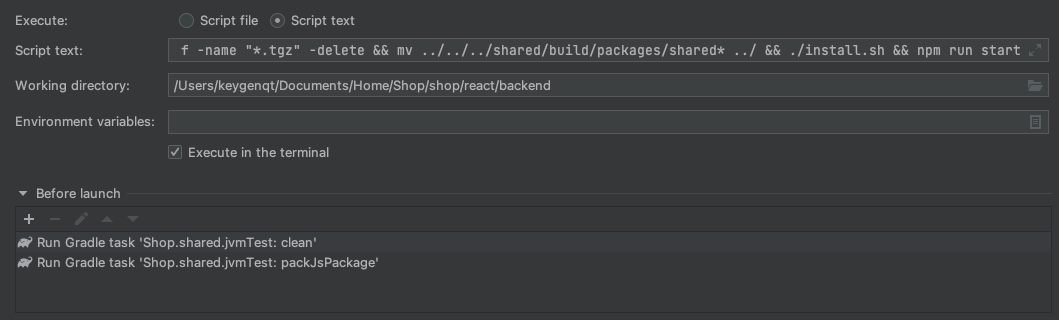 Execute: Script file Script text
Script text: f -name "*.tgz" -delete && mv ../../../shared/build/packages/shared* ../ && ./install.sh && npm run start
Working directory: /Users/keygenqt/Documents/Home/Shop/shop/react/backend
Environment variables:
Execute in the terminal
Before launch
Run Gradle task 'Shop.shared.jvmTest: clean'
Run Gradle task 'Shop.shared.jvmTest: packJsPackage'